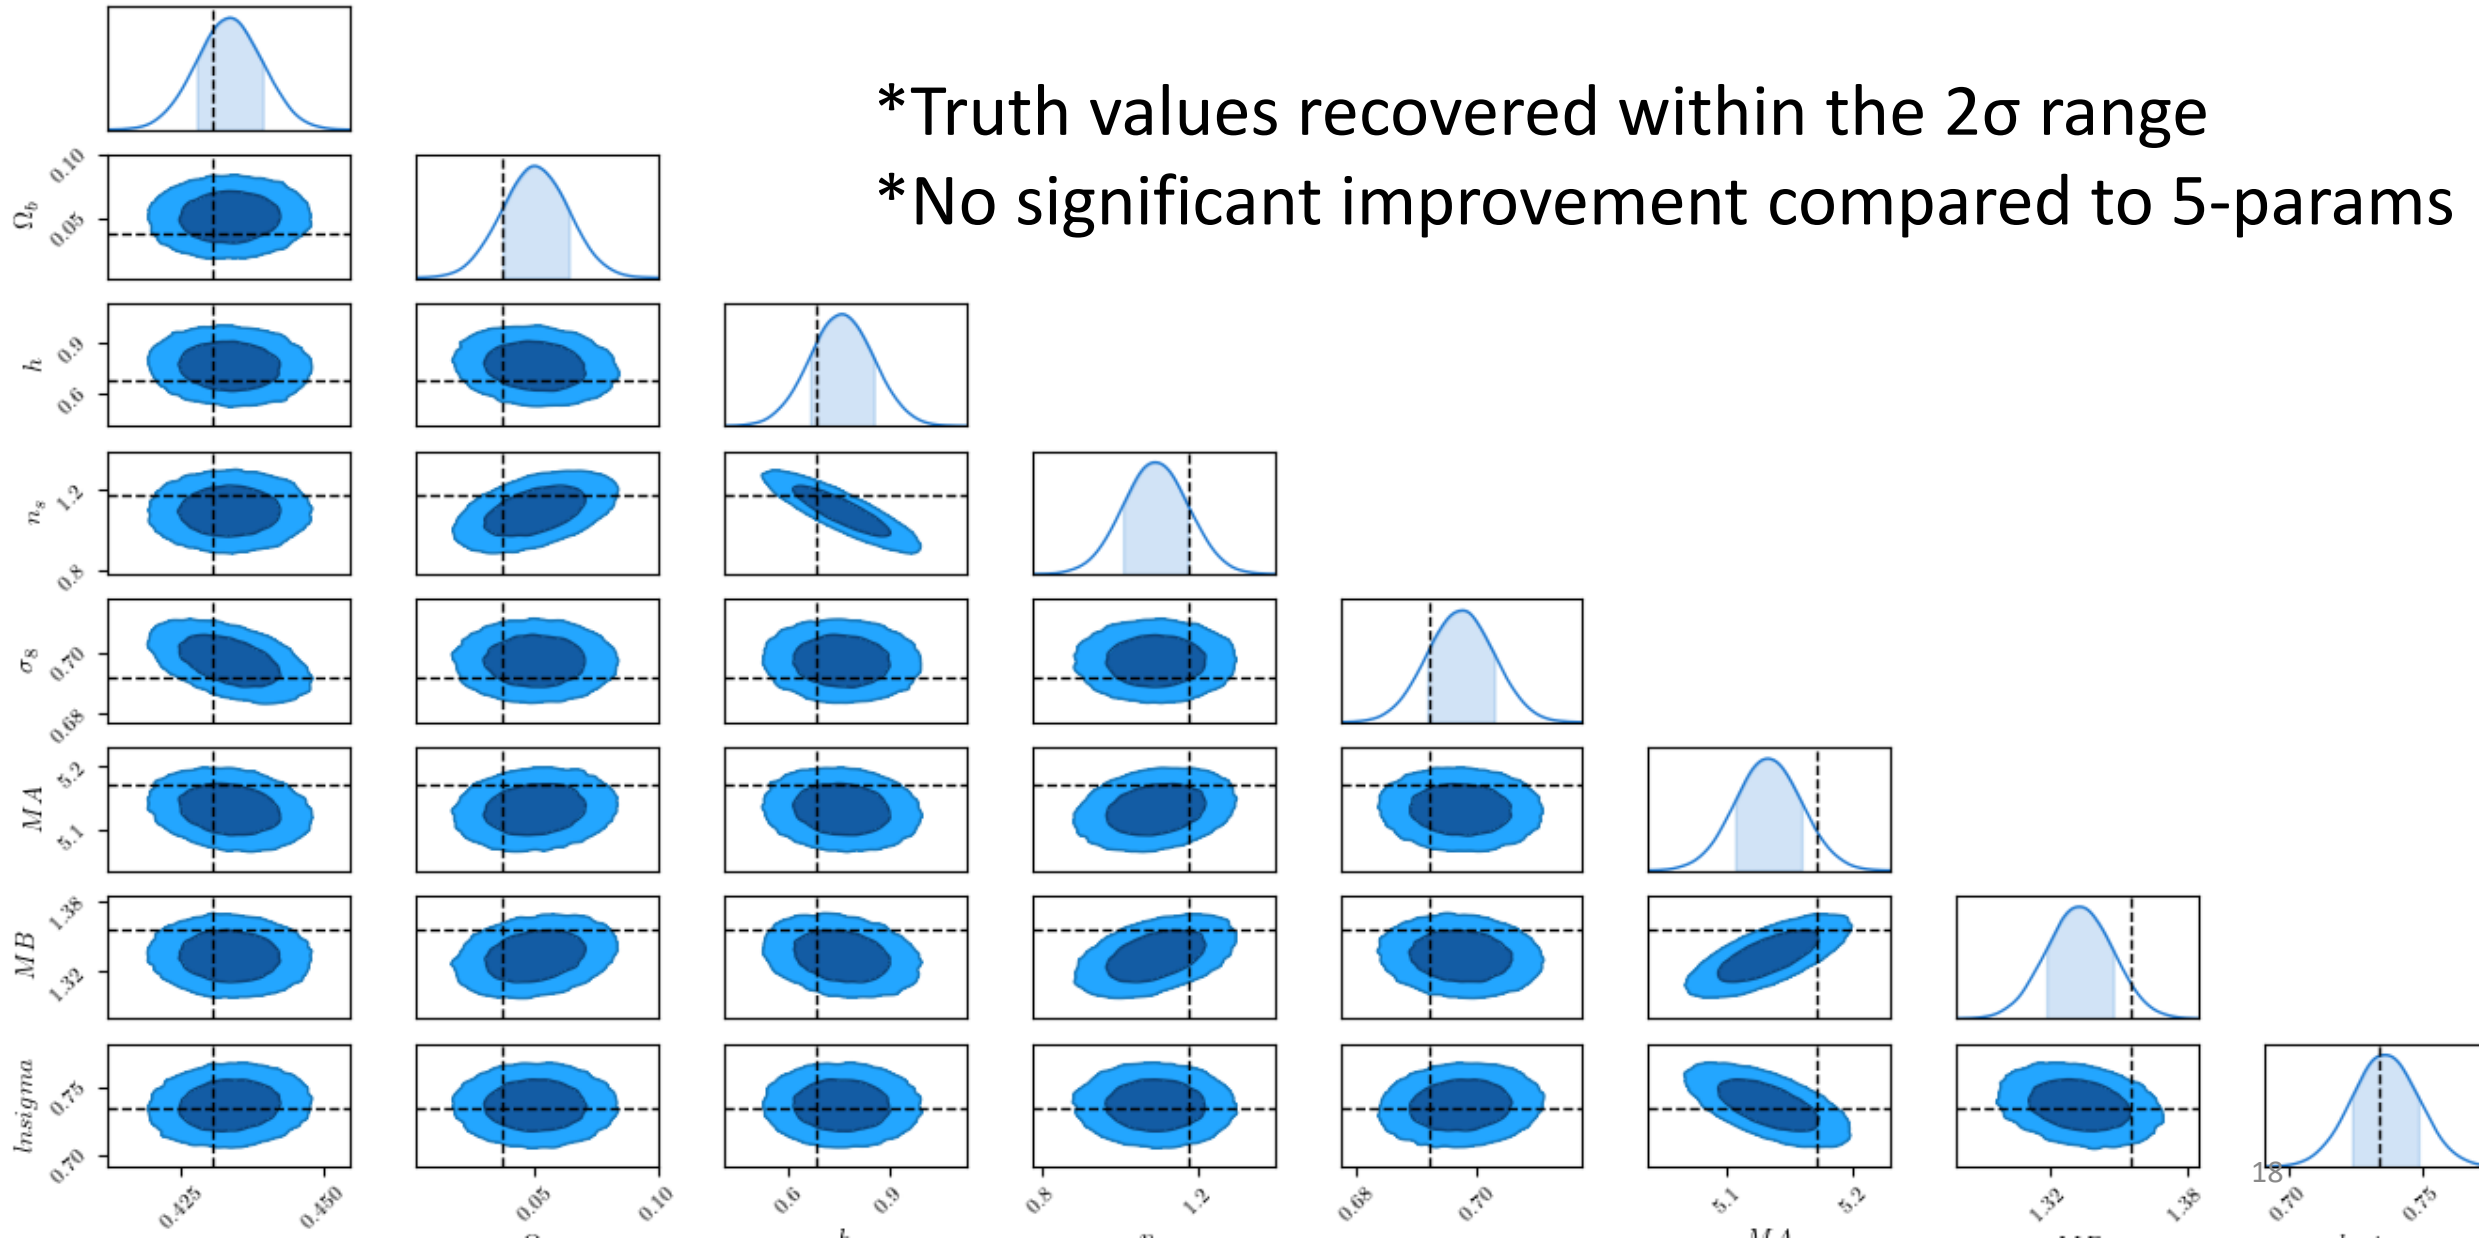 *Truth values recovered within the 2σ range
*No significant improvement compared to 5-params
0.10
Ω_b
0.05
0.9
h
0.6
1.2
n_s
0.8
σ_8
0.70
0.68
5.2
MA
5.1
1.38
MB
1.32
lnsigma
0.75
0.70
0.425 0.450 0.05 0.10 0.6 0.9 0.8 1.2 0.68 0.70 5.1 5.2 1.32 1.38 0.70 0.75
18